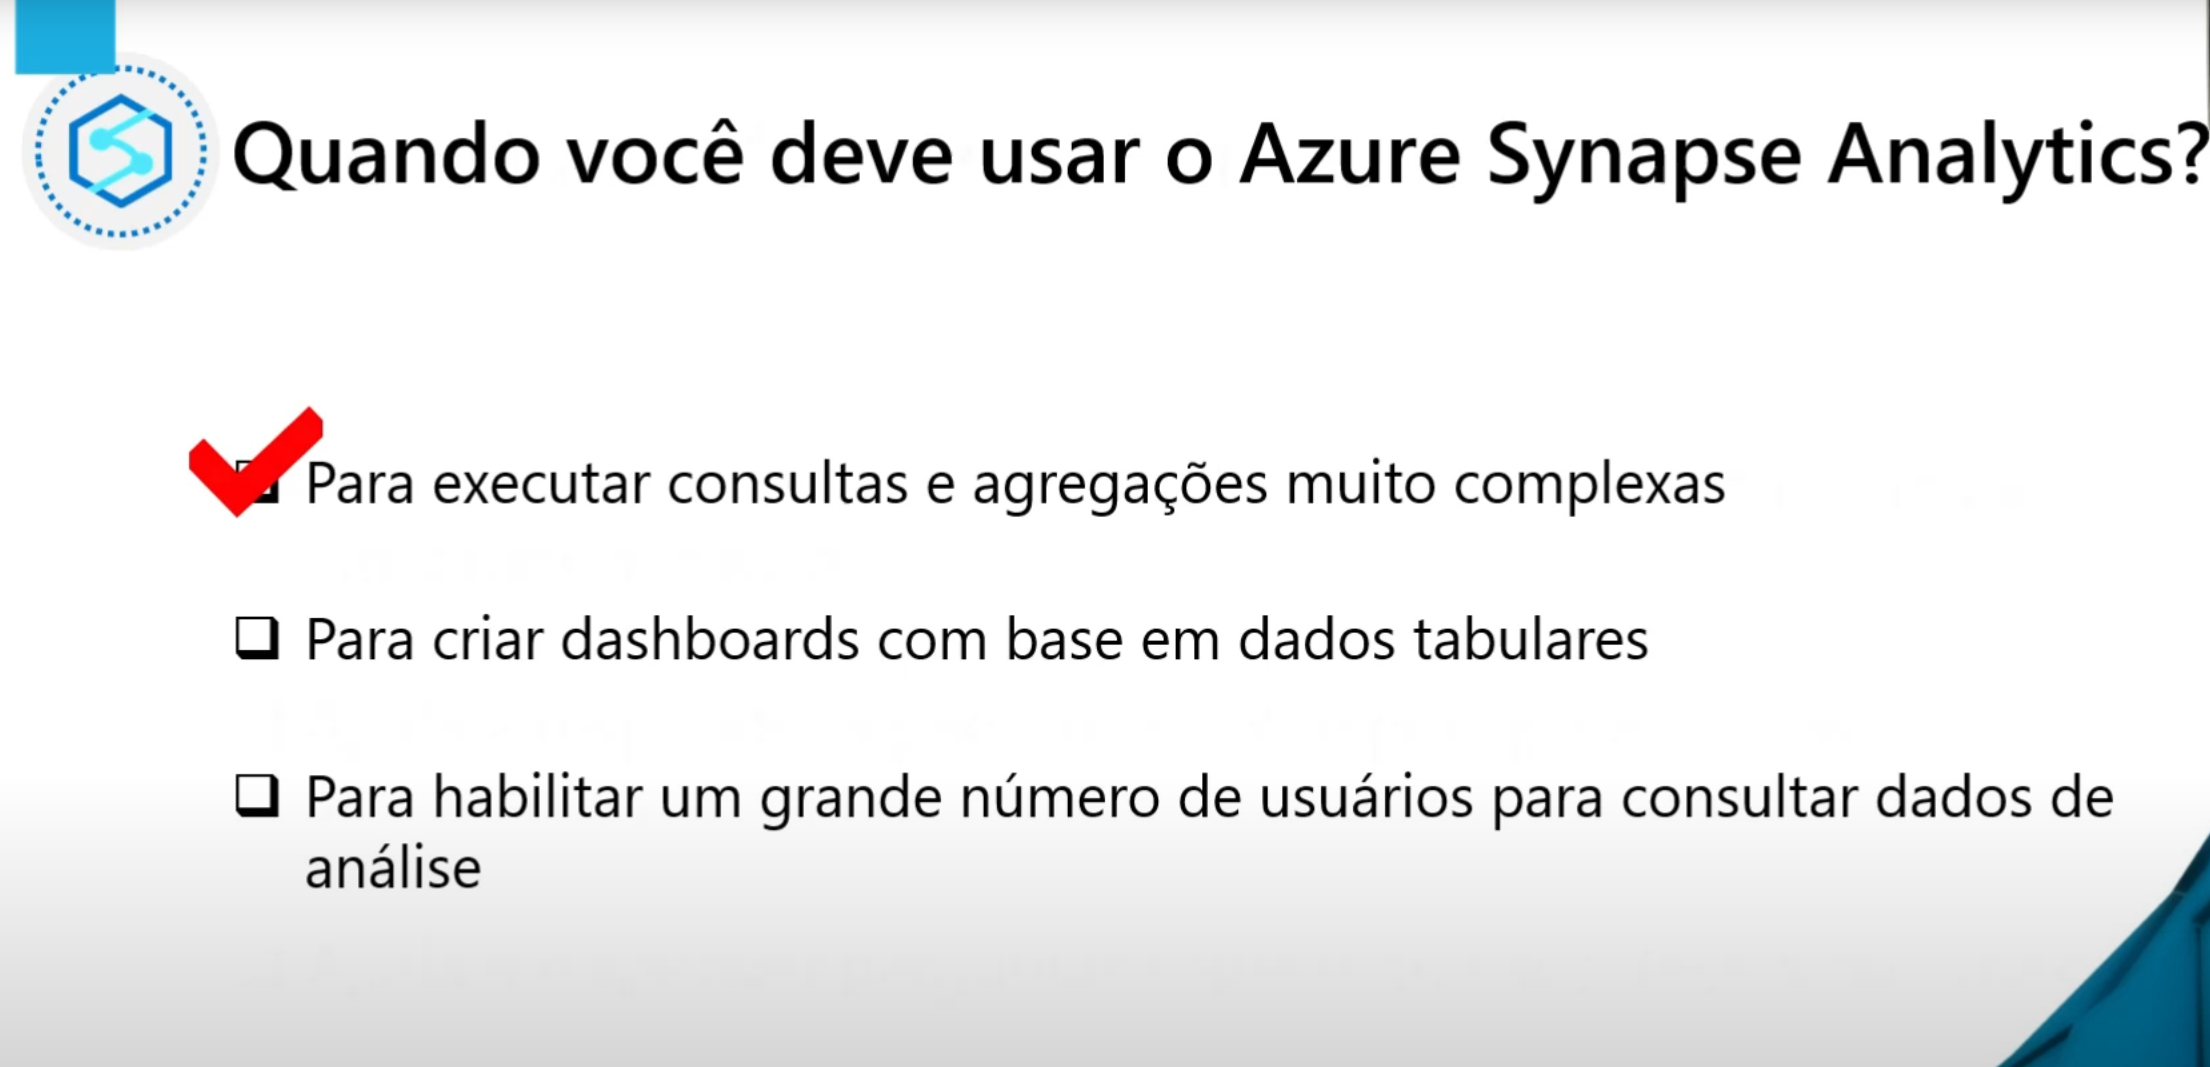 Quando você deve usar o Azure Synapse Analytics?
Para executar consultas e agregações muito complexas
Para criar dashboards com base em dados tabulares
Para habilitar um grande número de usuários para consultar dados de
análise